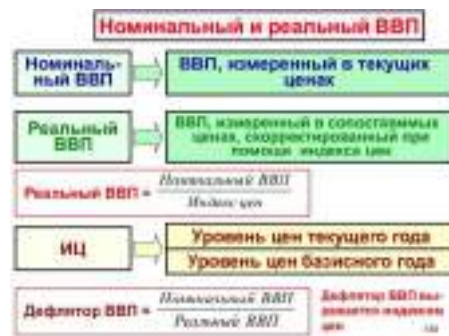 Номинальный и реальный ВВП
Номиналь-
ный ВВП
ВВП, измеренный в текущих
ценах
Реальный
ВВП
ВВП, измеренный в сопоставимых
ценах, скорректированный при
помощи индекса цен
Реальный ВВП = Номинальный ВВП
Индекс цен
ИЦ
Уровень цен текущего года
Уровень цен базисного года
Дефлятор ВВП = Номинальный ВВП
Реальный ВВП
Дефлятор ВВП вы-
ражается индексом
цен